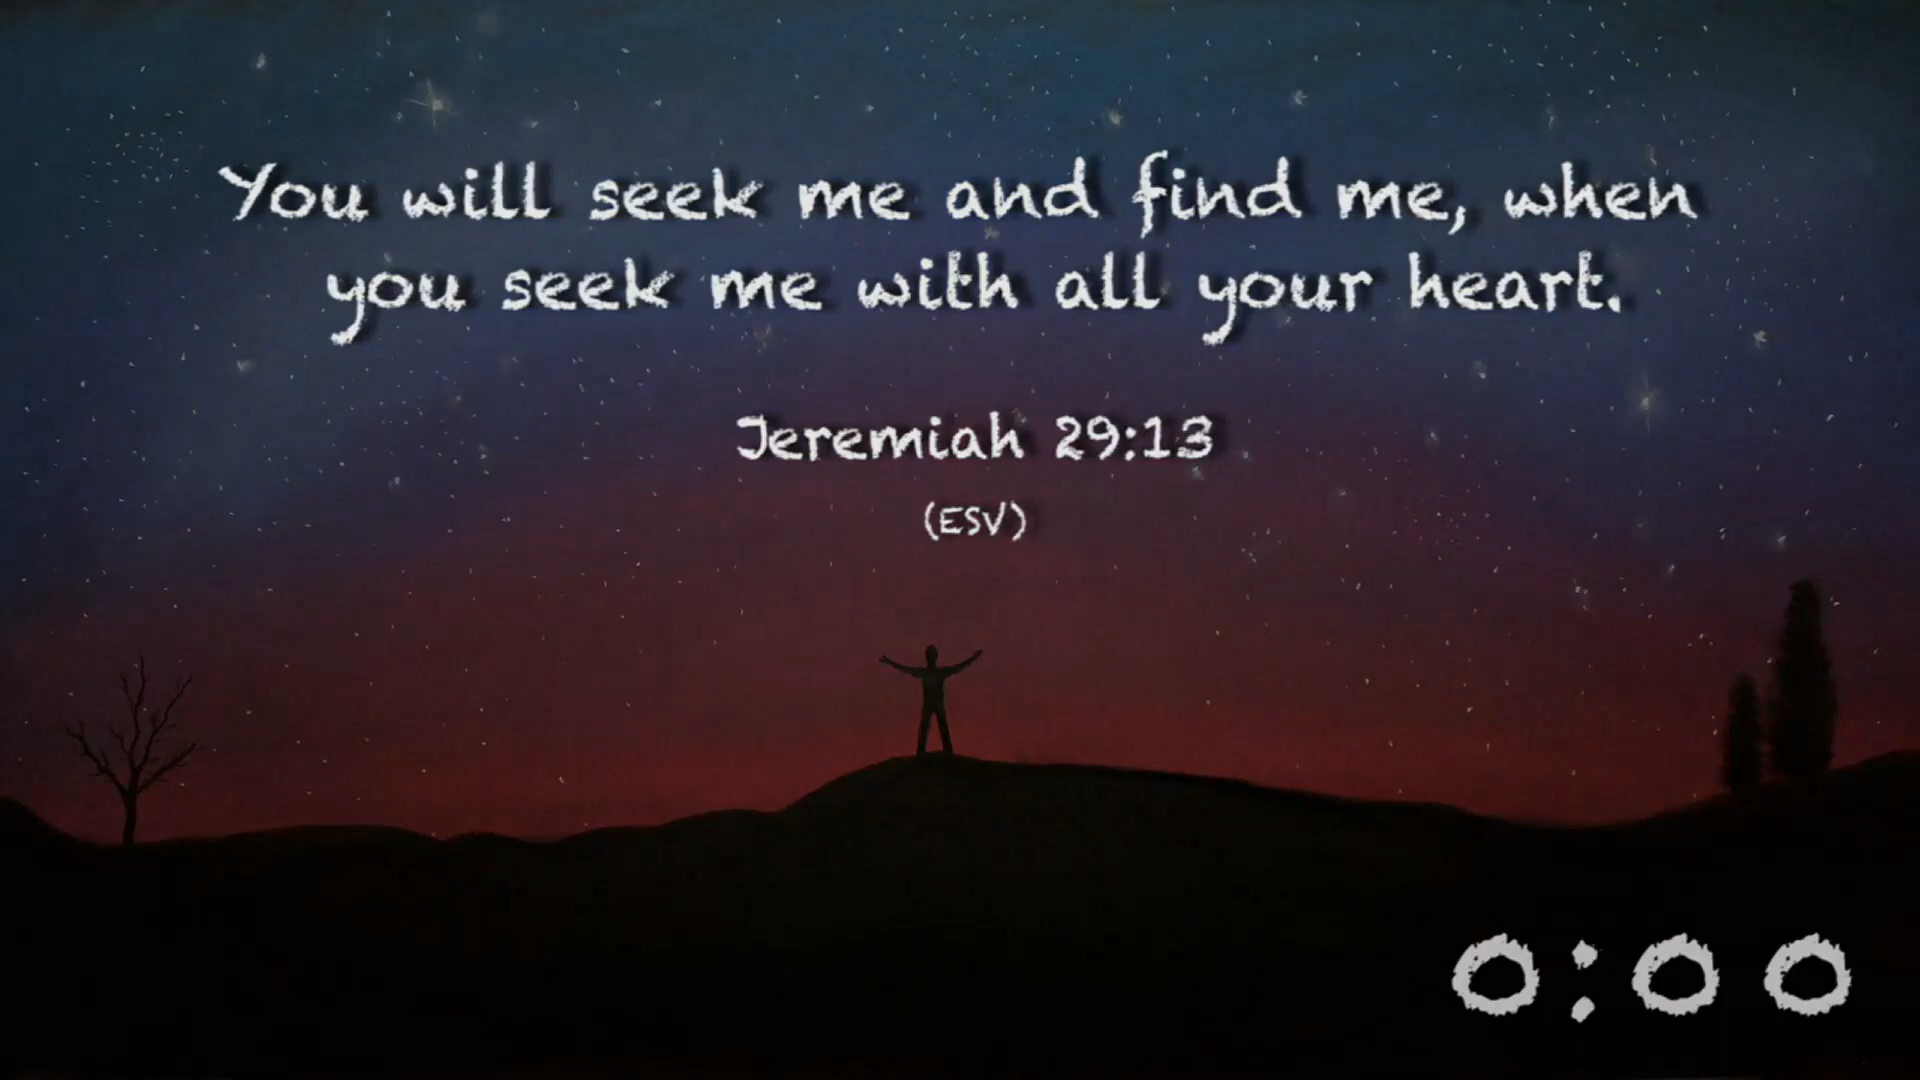 You will seek me and find me, when
you seek me with all your heart.
Jeremiah 29:13
(ESV)
0:00